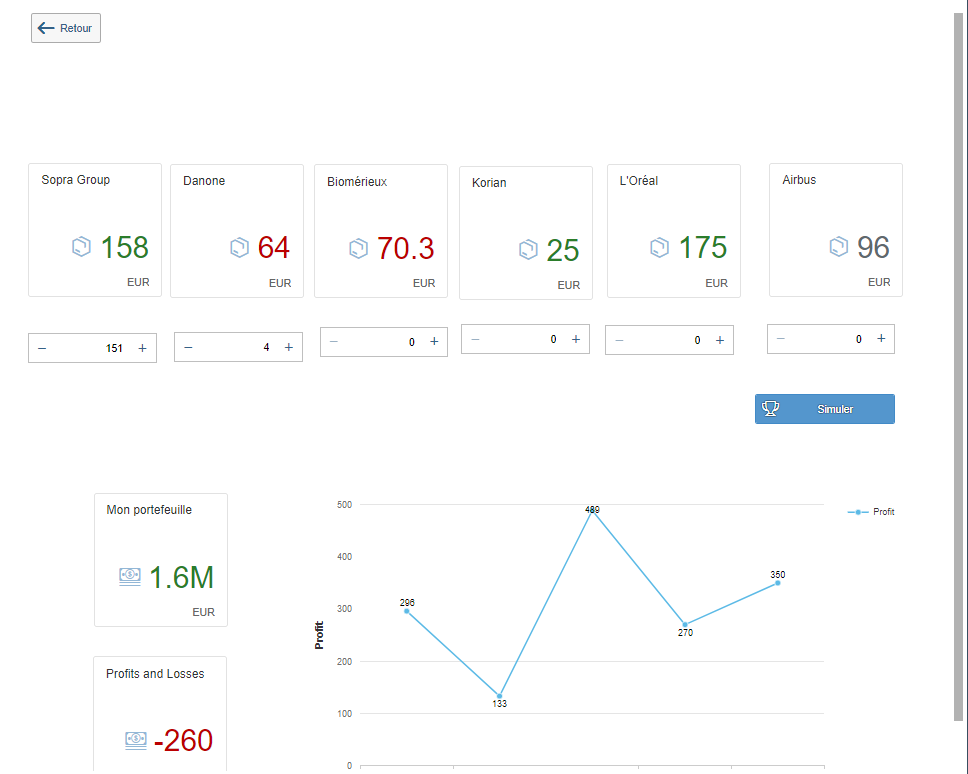 Retour
Sopra Group
158
EUR
Danone
64
EUR
Biomérieux
70.3
EUR
Korian
25
EUR
L'Oréal
175
EUR
Airbus
96
EUR
− 151 +
− 4 +
− 0 +
− 0 +
− 0 +
− 0 +
Simuler
Mon portefeuille
1.6M
EUR
Profits and Losses
-260
Profit
500
400
300
200
100
0
296
133
489
270
350
Profit